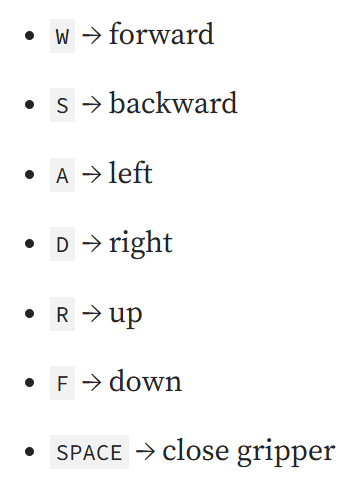 • W → forward
• S → backward
• A → left
• D → right
• R → up
• F → down
• SPACE → close gripper